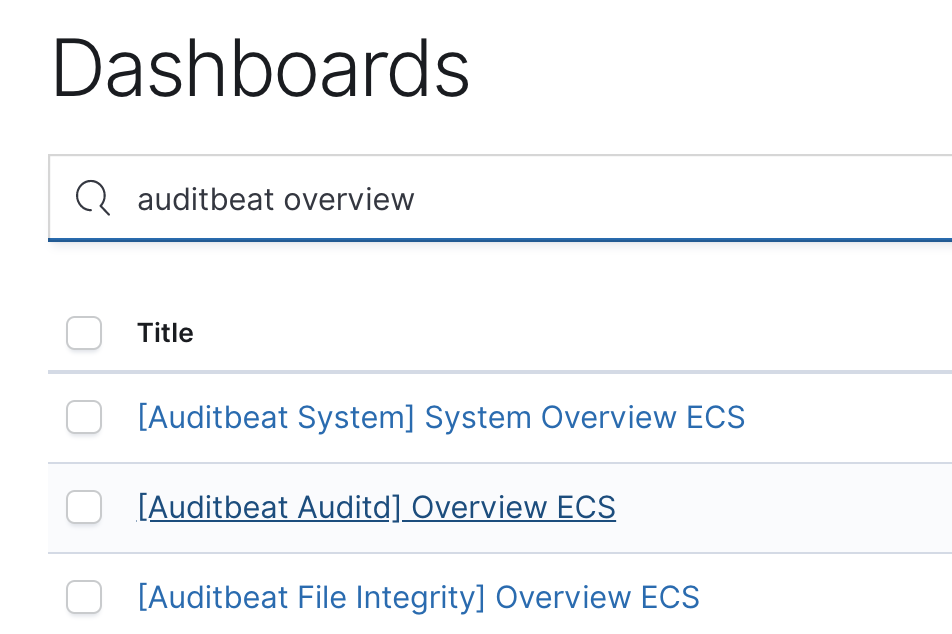 Dashboards
auditbeat overview
Title
[Auditbeat System] System Overview ECS
[Auditbeat Auditd] Overview ECS
[Auditbeat File Integrity] Overview ECS